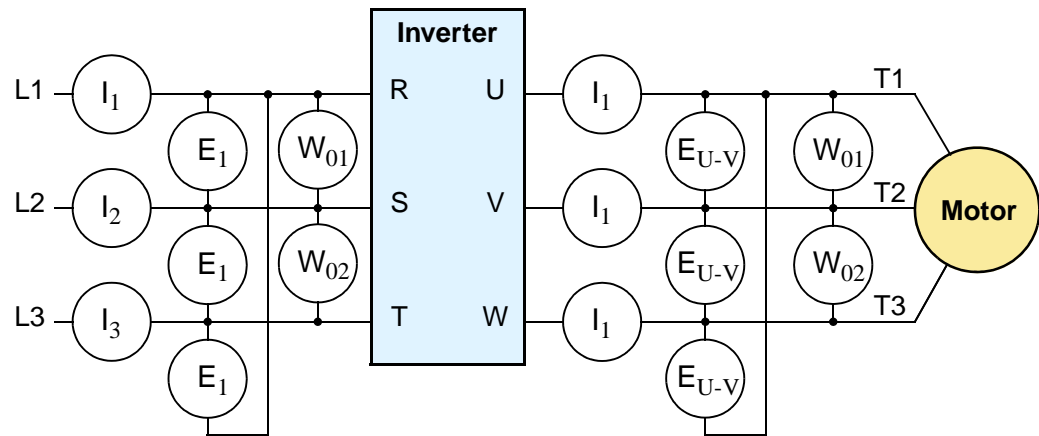 Inverter
L1 I1 R U I1 T1
E1 W01 EU-V W01
L2 I2 S V I1 T2 Motor
E1 W02 EU-V W02
L3 I3 T W I1 T3
E1 EU-V